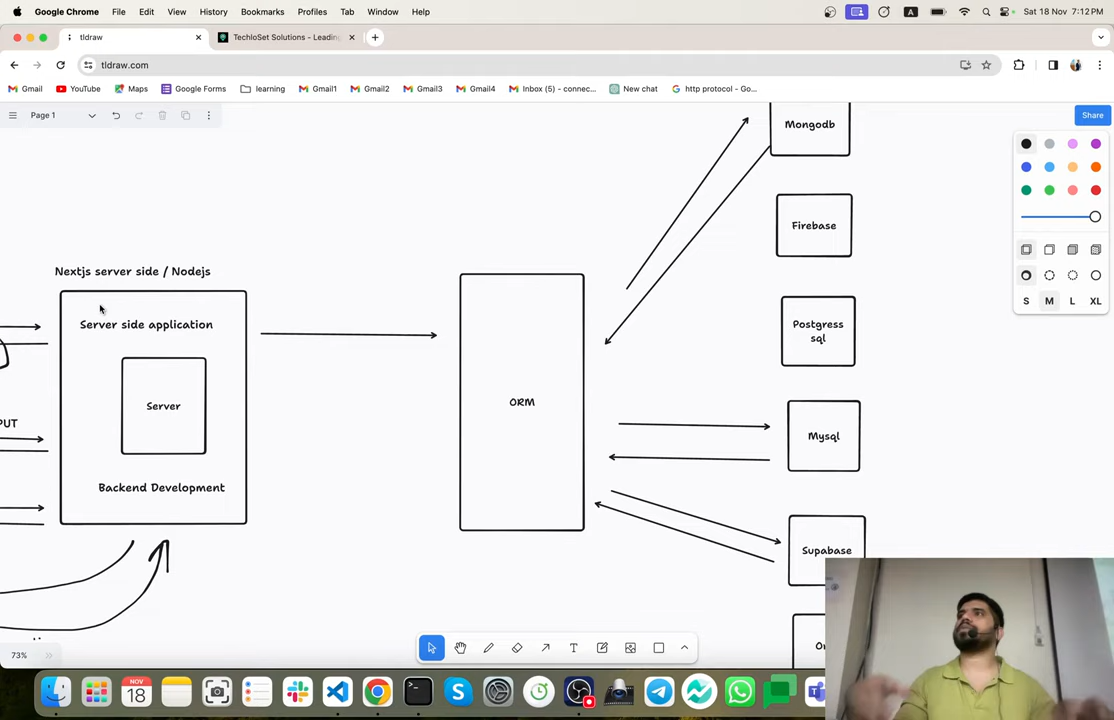 Chrome File Edit View History Bookmarks Profiles Tab Window Help
A
Sat 18 Nov 7:12 PM
tldraw
TechloSet Solutions - Leadin
tldraw.com
Gmail YouTube Maps Google Forms learning Gmail1 Gmail2 Gmail3 Gmail4 Inbox (5) - connec... New chat http protocol - Go...
Page 1
Share
Mongodb
Firebase
Nextjs server side / Nodejs
Server side application
Postgress
sql
S M L XL
ORM
Server
PUT
Mysql
Backend Development
Supabase
73%
NOV
18